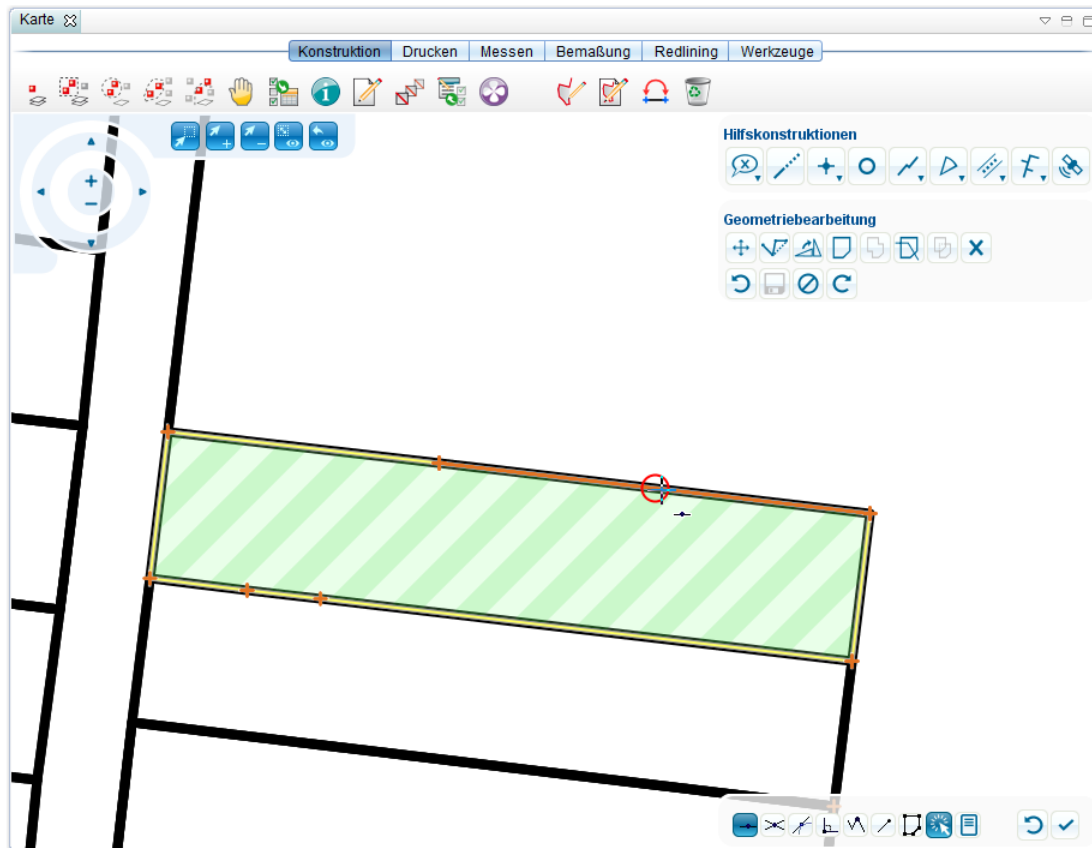 Karte
Konstruktion Drucken Messen Bemaßung Redlining Werkzeuge
Hilfskonstruktionen
Geometriebearbeitung